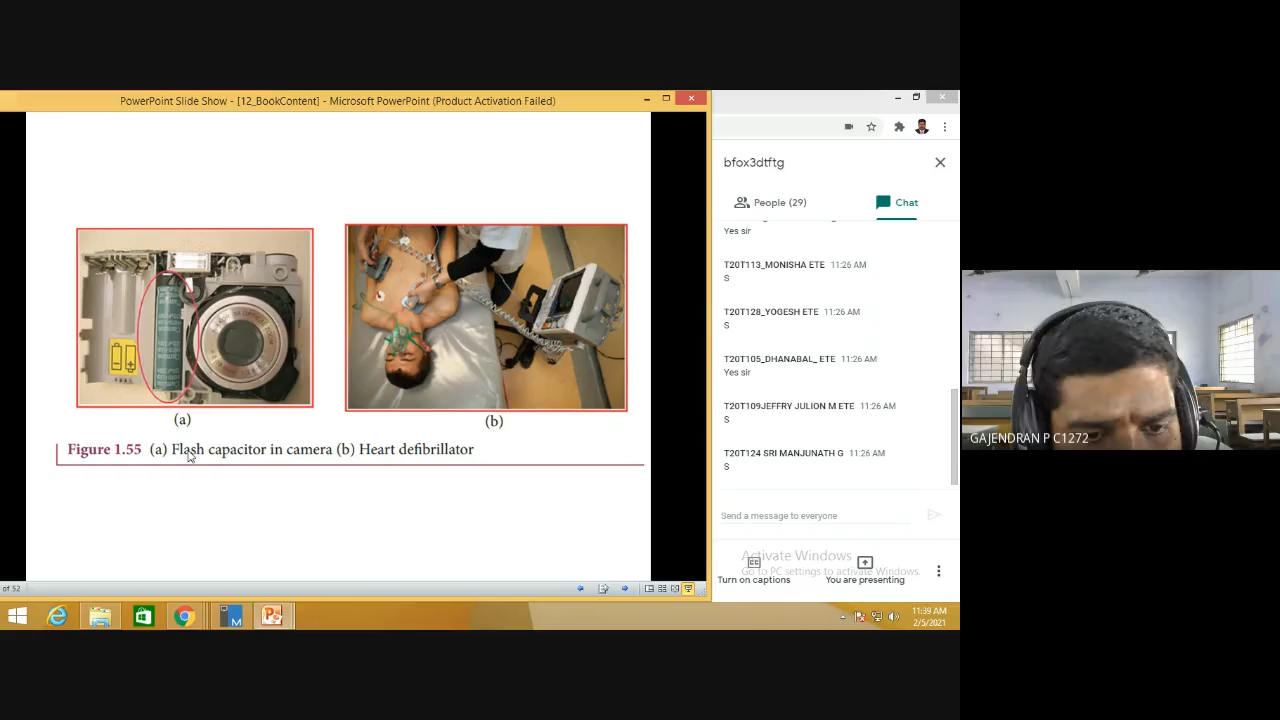 PowerPoint Slide Show - [12_BookContent] - Microsoft PowerPoint (Product Activation Failed)
(a)
(b)
Figure 1.55 (a) Flash capacitor in camera (b) Heart defibrillator
of 52
bfox3dtftg
People (29)
Chat
Yes sir
T20T113_MONISHA ETE 11:26 AM
S
T20T128_YOGESH ETE 11:26 AM
S
T20T105_DHANABAL_ ETE 11:26 AM
Yes sir
T20T109JEFFRY JULION M ETE 11:26 AM
S
T20T124 SRI MANJUNATH G 11:26 AM
S
Send a message to everyone
Activate Windows
Go to PC settings to activate Windows.
Turn on captions
You are presenting
11:39 AM
2/5/2021
GAJENDRAN P C1272